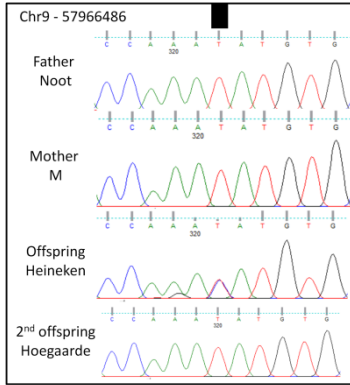 Chr9 - 57966486
C C A A A T A T G T G
320
Father
Noot
C C A A A T A T G T G
320
Mother
M
C C A A A T A T G T G
320
Offspring
Heineken
C C A A A T A T G T G
320
2nd offspring
Hoegaarde